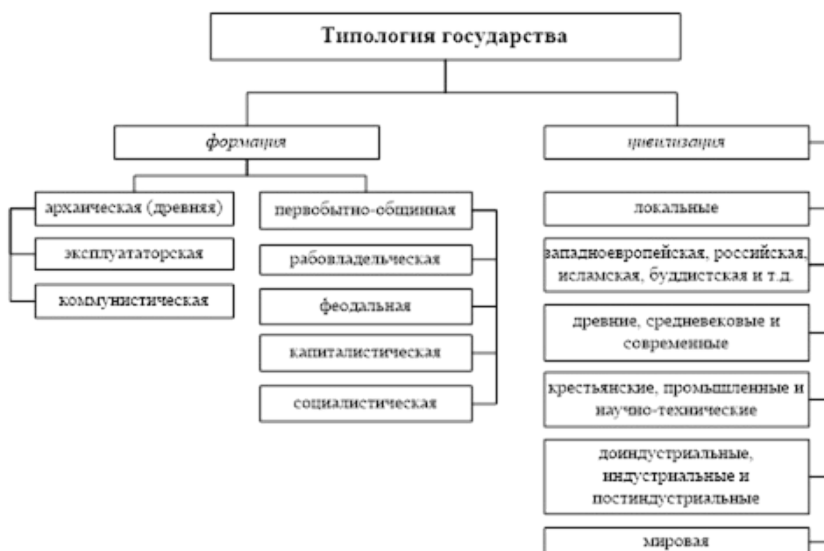 Типология государства
формация
цивилизация
архаическая (древняя)
эксплуататорская
коммунистическая
первобытно-общинная
рабовладельческая
феодальная
капиталистическая
социалистическая
локальные
западноевропейская, российская,
исламская, буддистская и т.д.
древние, средневековые и
современные
крестьянские, промышленные и
научно-технические
доиндустриальные,
индустриальные и
постиндустриальные
мировая